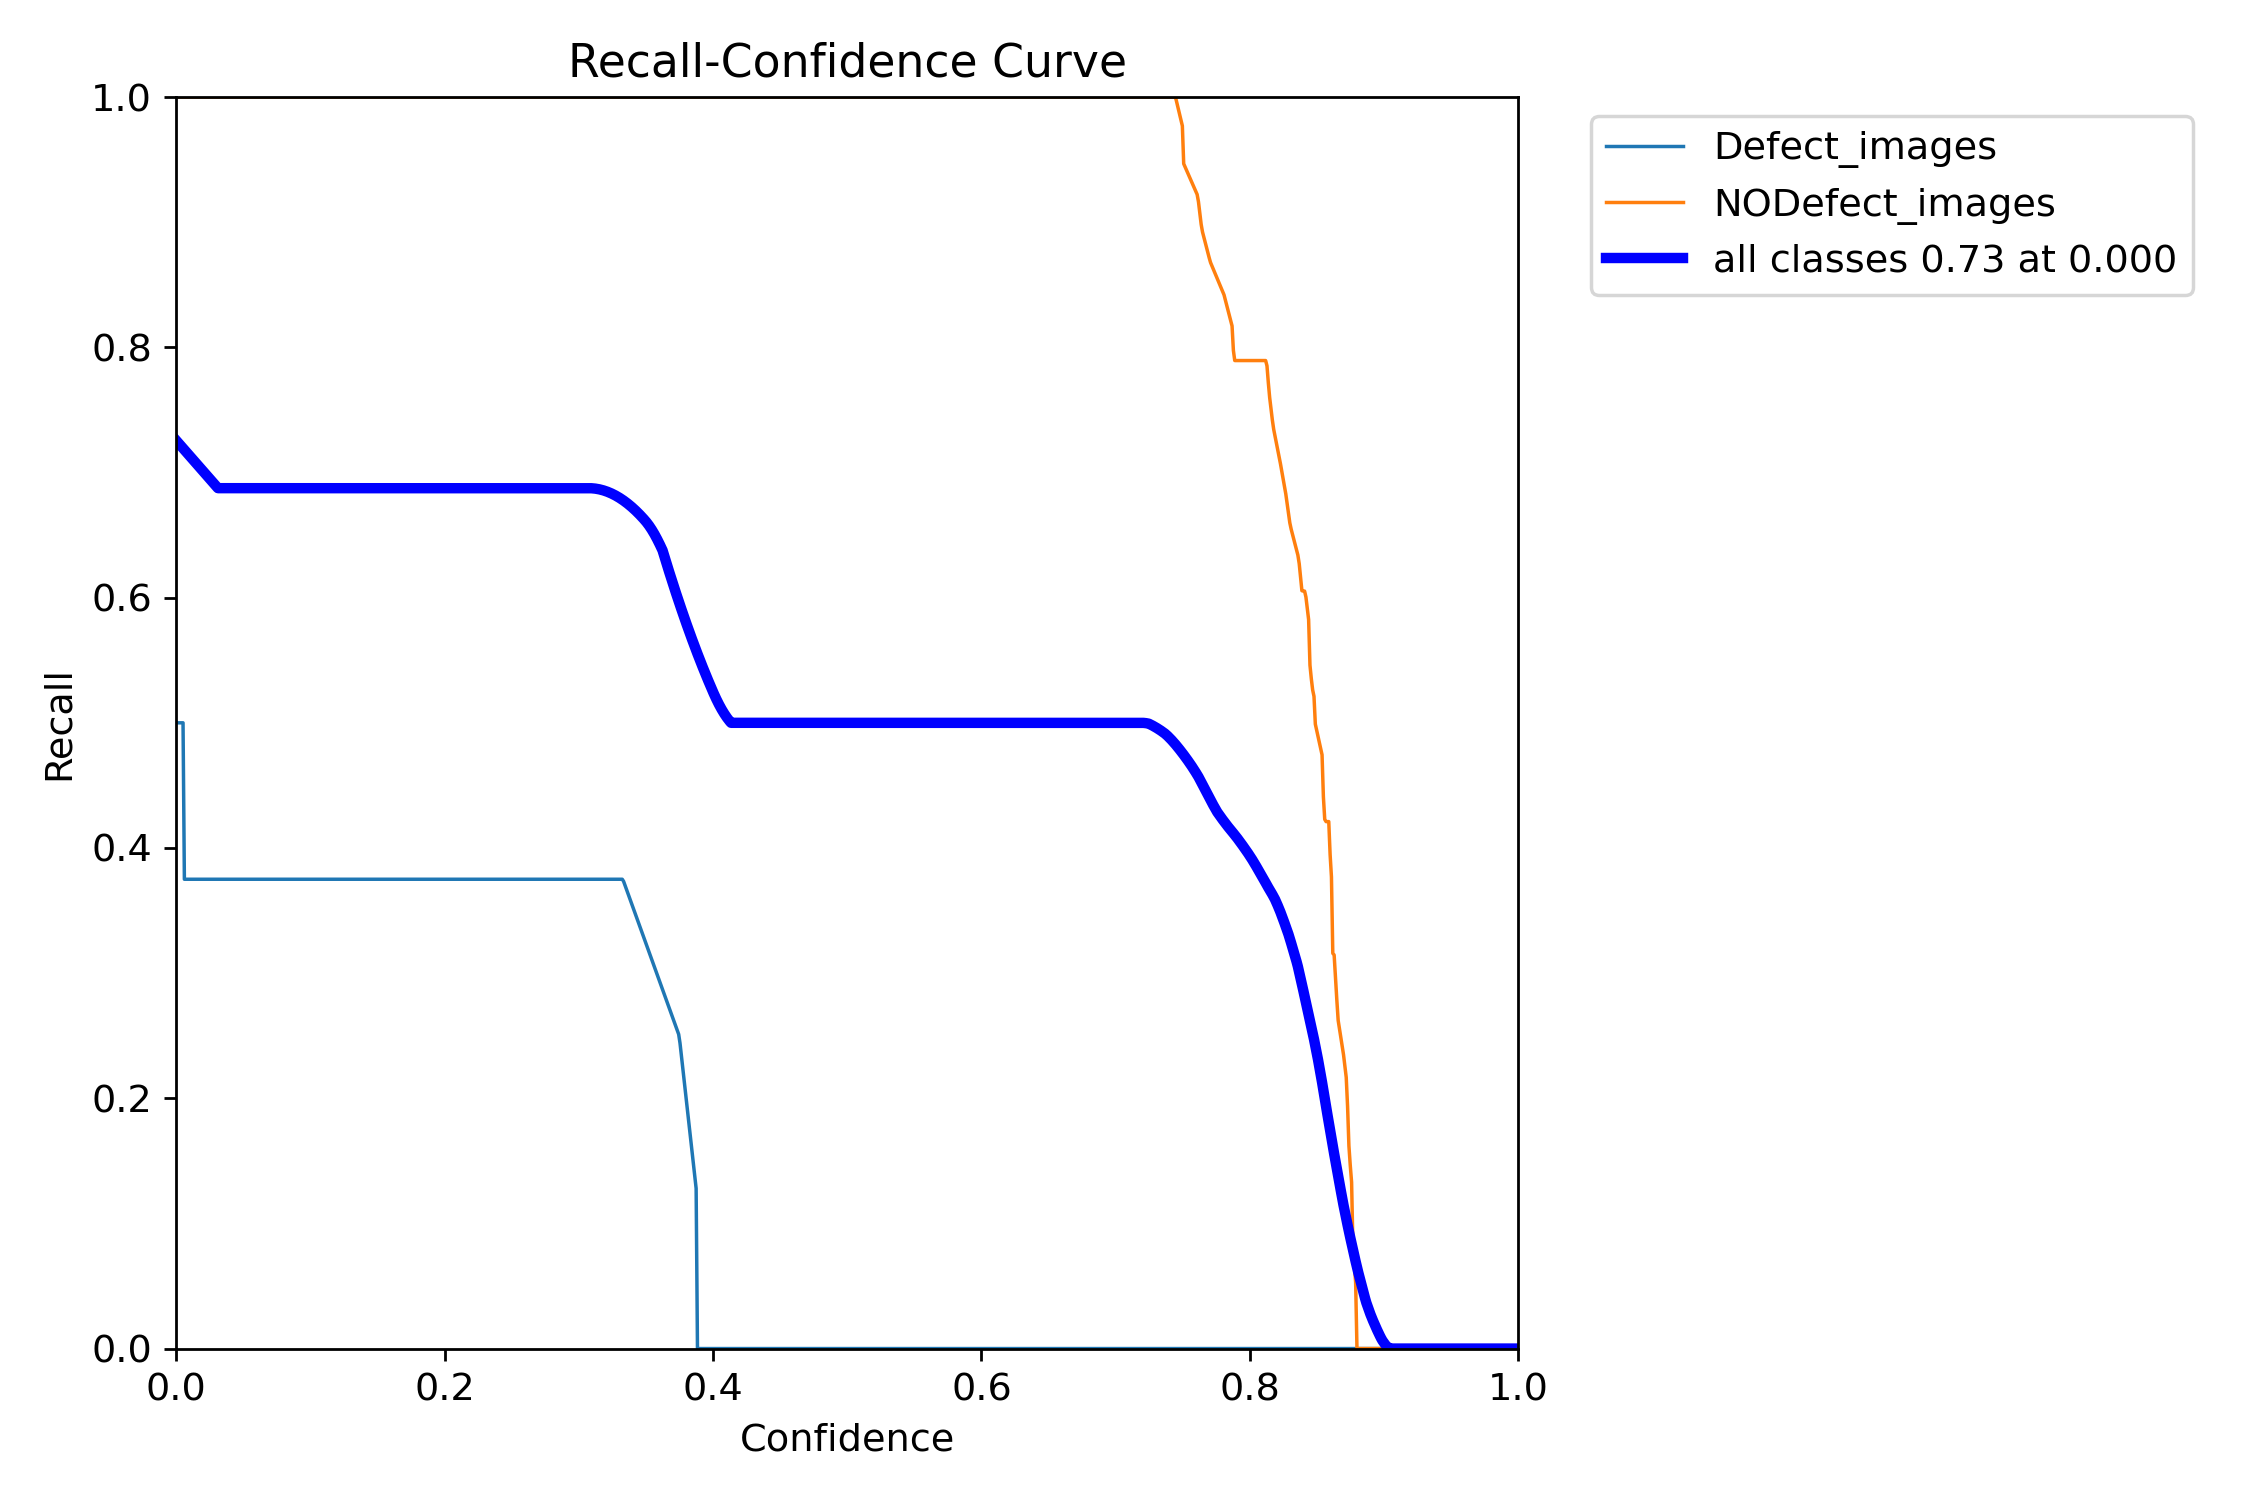 Recall-Confidence Curve
1.0
0.8
0.6
0.4
0.2
0.0
Recall
0.0 0.2 0.4 0.6 0.8 1.0
Confidence
Defect_images
NODefect_images
all classes 0.73 at 0.000